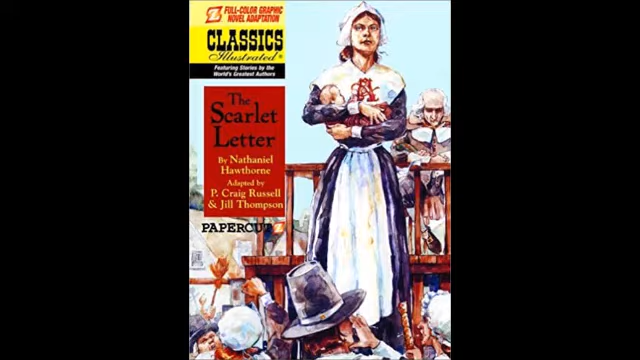 FULL-COLOR GRAPHIC
NOVEL ADAPTATION
CLASSICS
Illustrated®
Featuring Stories by the
World's Greatest Authors
The
Scarlet
Letter
By Nathaniel
Hawthorne
Adapted by
P. Craig Russell
& Jill Thompson
PAPERCUTZ
A